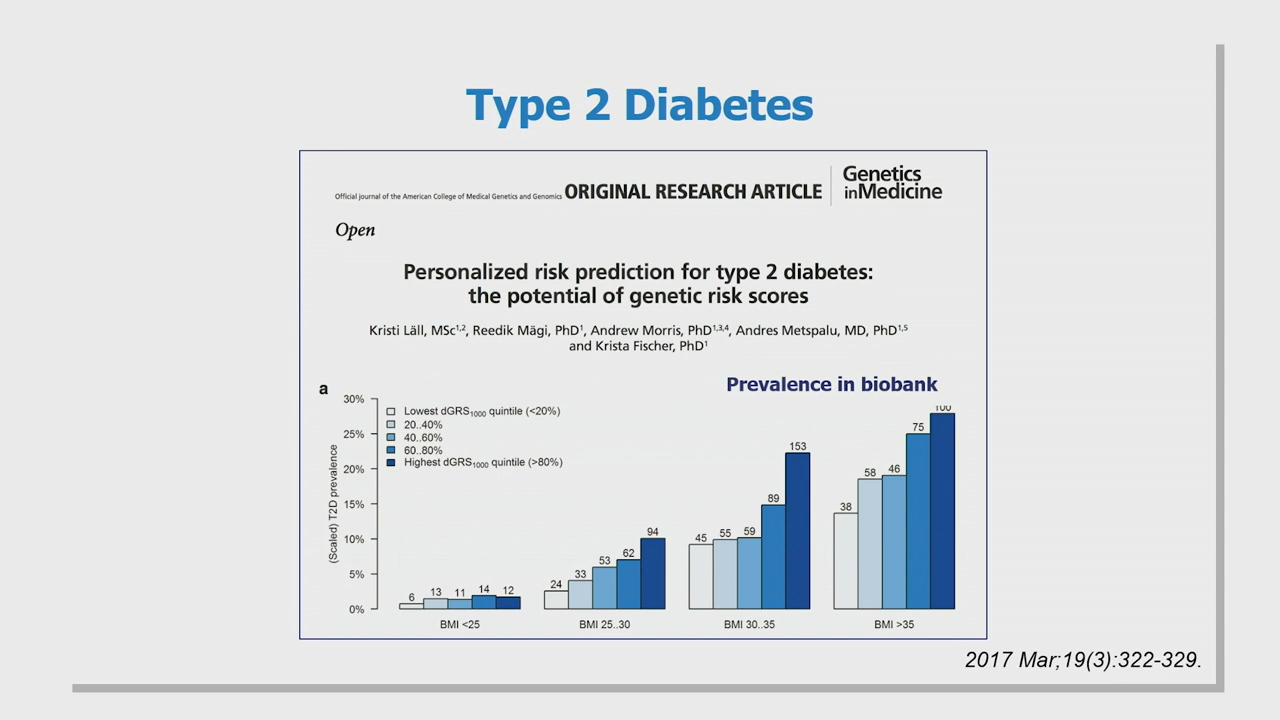 Type 2 Diabetes
Official journal of the American College of Medical Genetics and Genomics ORIGINAL RESEARCH ARTICLE
Genetics
inMedicine
Open
Personalized risk prediction for type 2 diabetes:
the potential of genetic risk scores
Kristi Läll, MSc1,2, Reedik Mägi, PhD1, Andrew Morris, PhD1,3,4, Andres Metspalu, MD, PhD1,5
and Krista Fischer, PhD1
a
Prevalence in biobank
(Scaled) T2D prevalence
30%
25%
20%
15%
10%
5%
0%
Lowest dGRS1000 quintile (<20%)
20..40%
40..60%
60..80%
Highest dGRS1000 quintile (>80%)
6 13 11 14 12
24 33 53 62 94
45 55 59 89 153
38 58 46 75 100
BMI <25 BMI 25..30 BMI 30..35 BMI >35
2017 Mar;19(3):322-329.